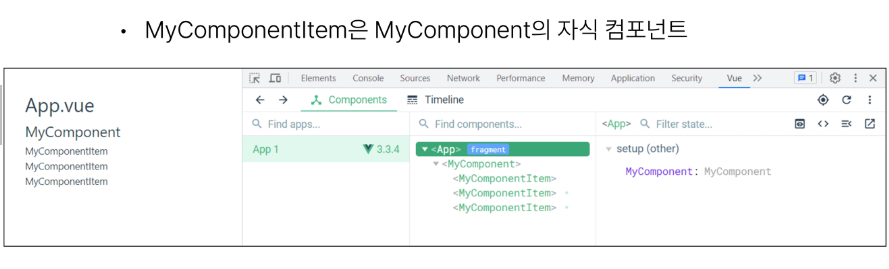 • MyComponentItem은 MyComponent의 자식 컴포넌트
Elements Console Sources Network Performance Memory Application Security Vue >> 1
Components Timeline
App.vue
MyComponent
MyComponentItem
MyComponentItem
MyComponentItem
Find apps...
App 1 3.3.4
Find components...
<App> fragment
<MyComponent>
<MyComponentItem>
<MyComponentItem>
<MyComponentItem>
<App> Filter state...
setup (other)
MyComponent: MyComponent